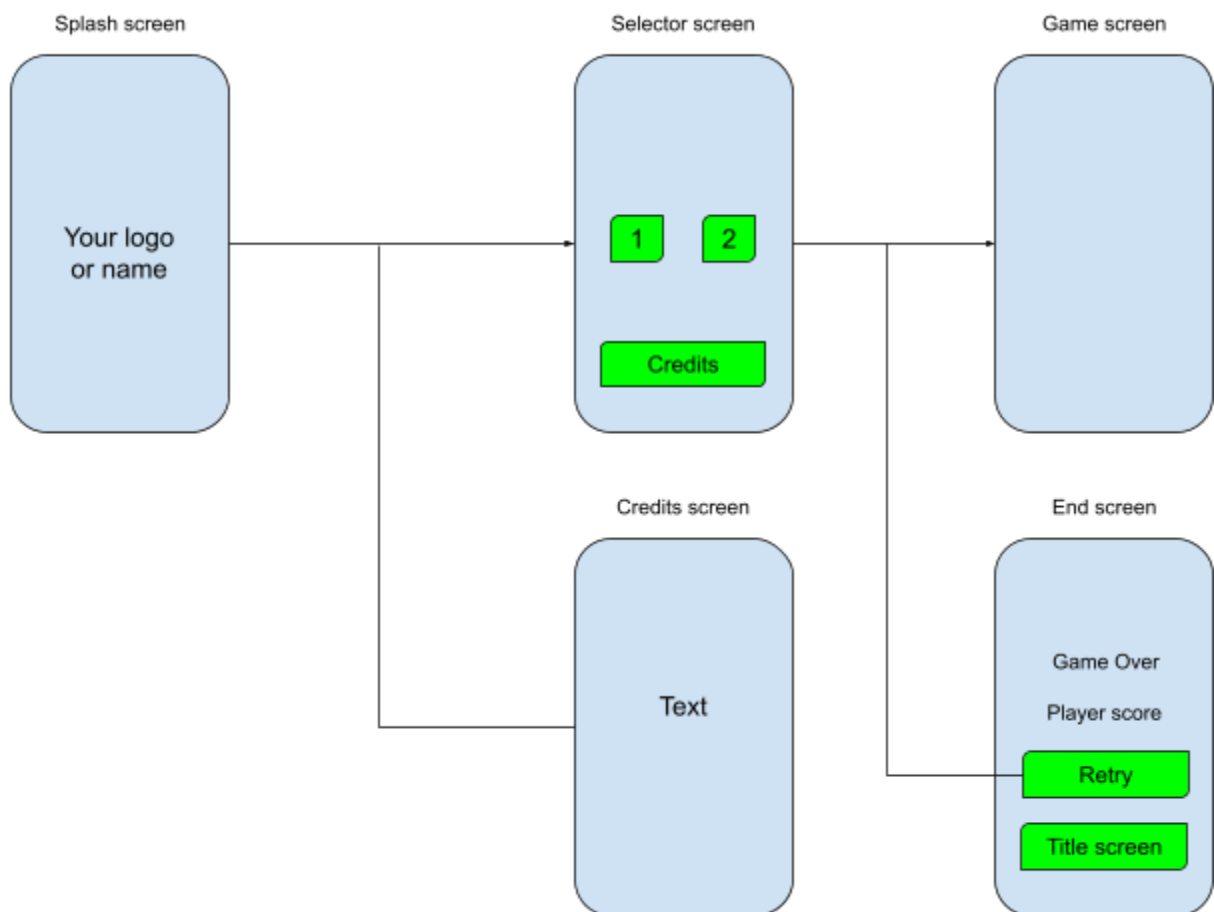 Splash screen
Selector screen
Game screen
Your logo
or name
1
2
Credits
Credits screen
End screen
Text
Game Over
Player score
Retry
Title screen